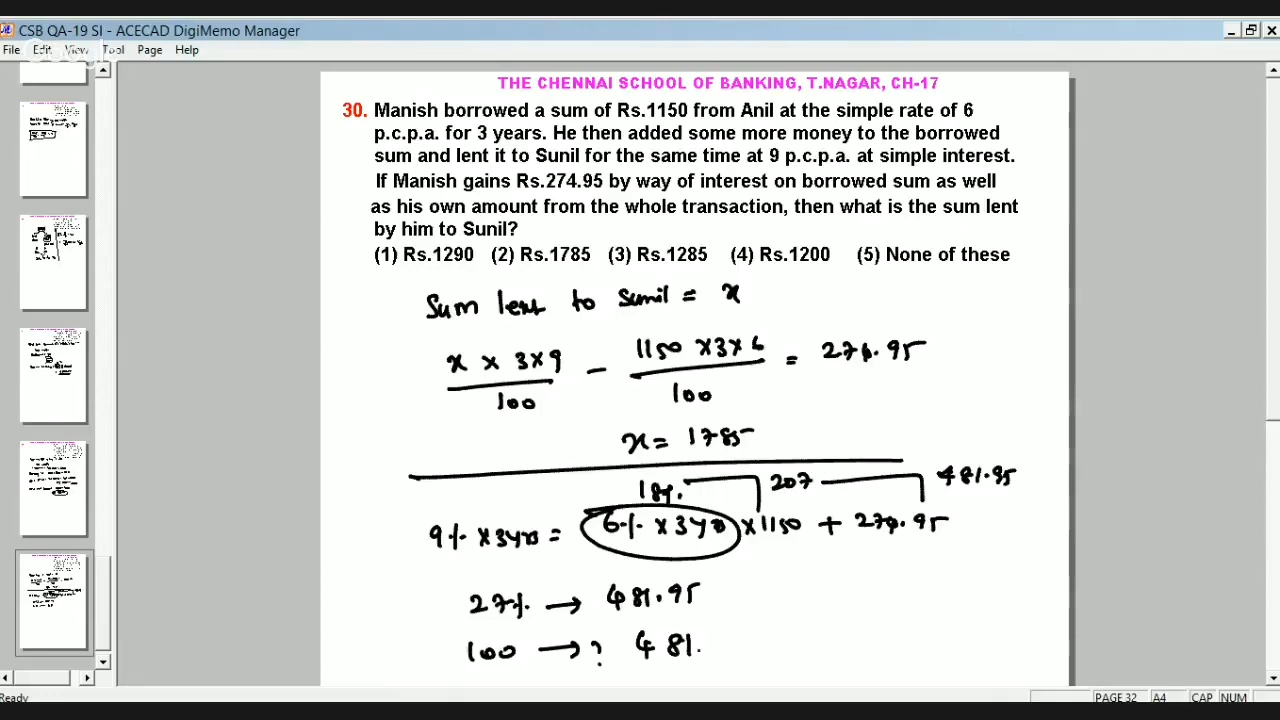 CSB QA-19 SI - ACECAD DigiMemo Manager
File Edit View Tool Page Help
Google
THE CHENNAI SCHOOL OF BANKING, T.NAGAR, CH-17
30. Manish borrowed a sum of Rs.1150 from Anil at the simple rate of 6
p.c.p.a. for 3 years. He then added some more money to the borrowed
sum and lent it to Sunil for the same time at 9 p.c.p.a. at simple interest.
If Manish gains Rs.274.95 by way of interest on borrowed sum as well
as his own amount from the whole transaction, then what is the sum lent
by him to Sunil?
(1) Rs.1290 (2) Rs.1785 (3) Rs.1285 (4) Rs.1200 (5) None of these
Sum lent to sunil = x
x × 3×9 / 100 - 1150 ×3×6 / 100 = 274.95
x = 1785
18%. 207 481.95
9% ×3yrs = 6% ×3yrs ×1150 + 274.95
27% → 481.95
100 → ? 481.
Ready PAGE 32 A4 CAP NUM